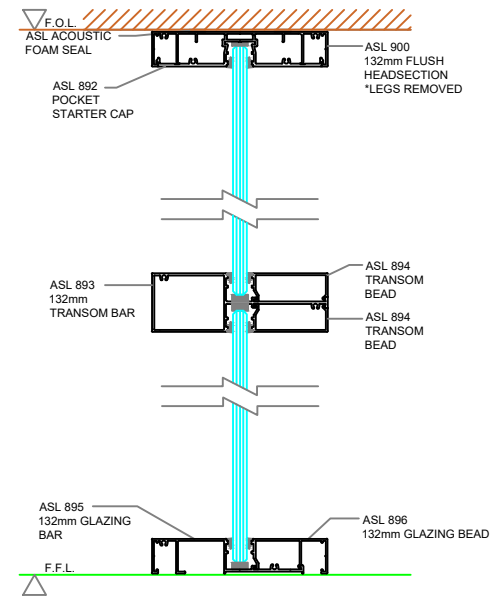 F.O.L.
ASL ACOUSTIC
FOAM SEAL
ASL 900
132mm FLUSH
HEADSECTION
*LEGS REMOVED
ASL 892
POCKET
STARTER CAP
ASL 893
132mm
TRANSOM BAR
ASL 894
TRANSOM
BEAD
ASL 894
TRANSOM
BEAD
ASL 895
132mm GLAZING
BAR
ASL 896
132mm GLAZING BEAD
F.F.L.